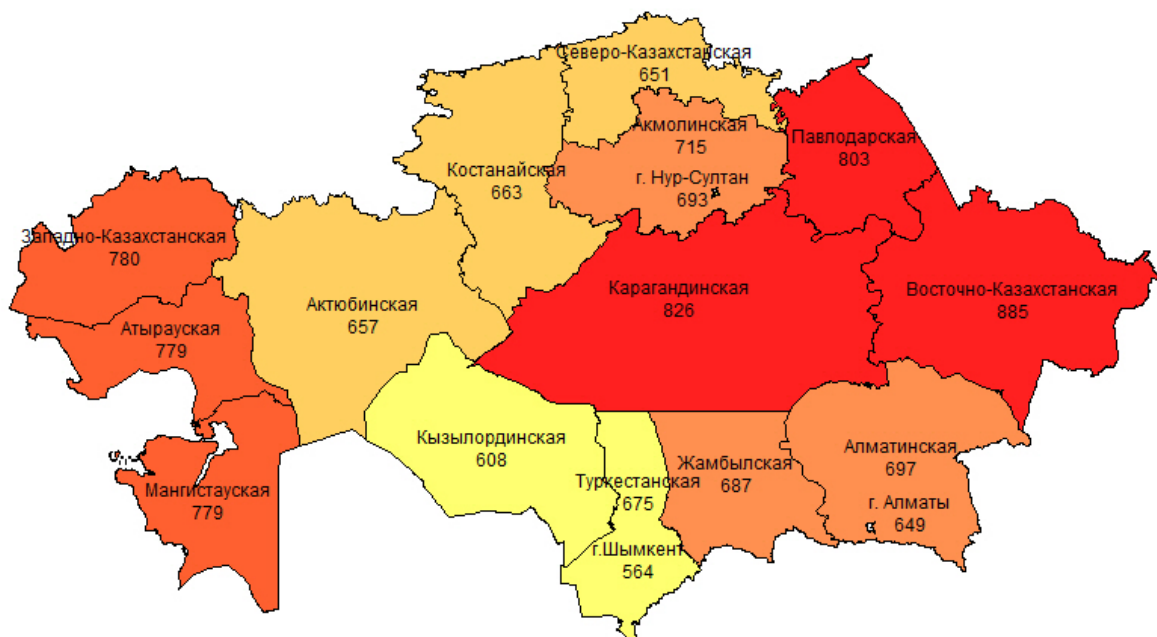 Северо-Казахстанская
651
Акмолинская
715
Павлодарская
803
Костанайская
663
г. Нур-Султан
693
Западно-Казахстанская
780
Карагандинская
826
Восточно-Казахстанская
885
Актюбинская
657
Атырауская
779
Кызылординская
608
Туркестанская
675
Жамбылская
687
Алматинская
697
Мангистауская
779
г. Алматы
649
г.Шымкент
564